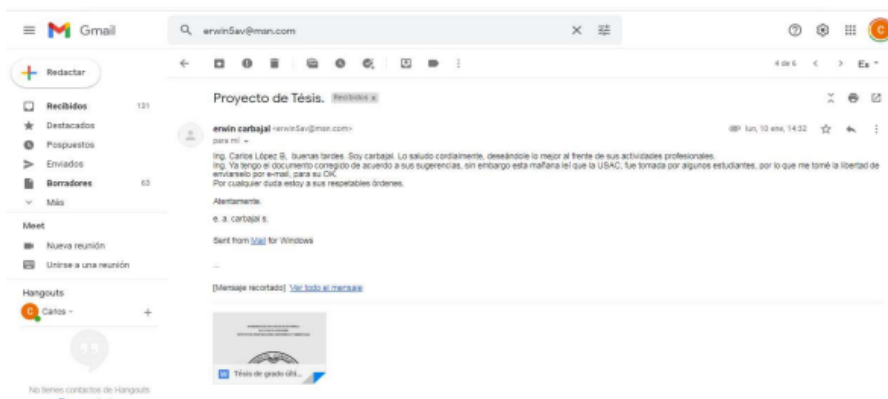 Gmail
erwin5av@msn.com
Redactar
4 de 6
Es
Recibidos 131
Destacados
Pospuestos
Enviados
Borradores 63
Más
Meet
Nueva reunión
Unirse a una reunión
Hangouts
Carlos
No tienes contactos de Hangouts
Proyecto de Tésis. Recibidos x
erwin carbajal <erwin5av@msn.com>
lun, 10 ene, 14:32
para mí
Ing. Carlos López B, buenas tardes. Soy carbajal. Lo saludo cordialmente, deseándole lo mejor al frente de sus actividades profesionales.
Ing. Ya tengo el documento corregido de acuerdo a sus sugerencias, sin embargo esta mañana leí que la USAC, fue tomada por algunos estudiantes, por lo que me tomé la libertad de
enviarselo por e-mail, para su OK.
Por cualquier duda estoy a sus respetables órdenes.
Atentamente.
e. a. carbajal s.
Sent from Mail for Windows
...
[Mensaje recortado] Ver todo el mensaje
W Tésis de grado últi...